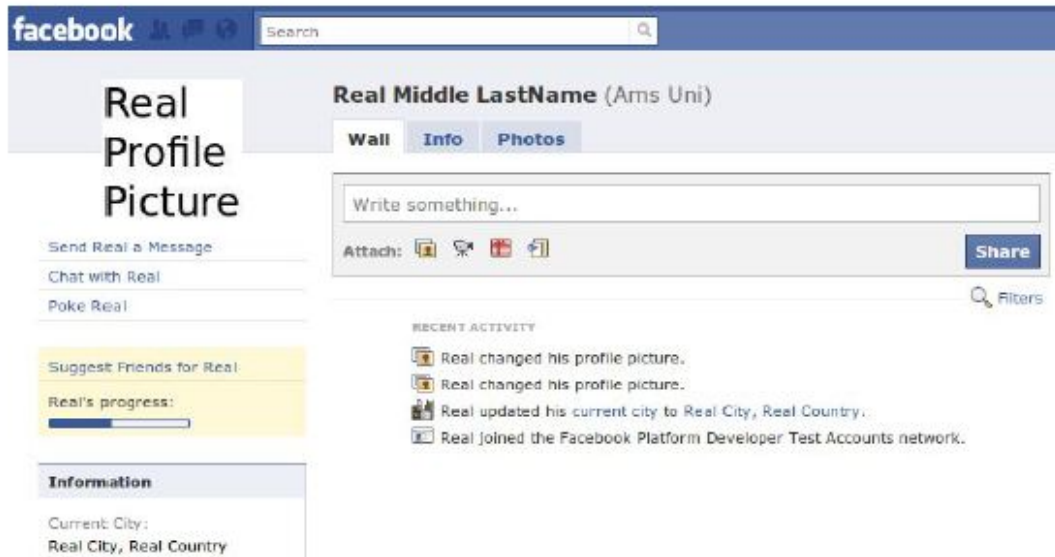 facebook
Search
Real
Profile
Picture
Send Real a Message
Chat with Real
Poke Real
Suggest Friends for Real
Real's progress:
Information
Current City:
Real City, Real Country
Real Middle LastName (Ams Uni)
Wall Info Photos
Write something...
Attach:
Share
Filters
RECENT ACTIVITY
Real changed his profile picture.
Real changed his profile picture.
Real updated his current city to Real City, Real Country.
Real joined the Facebook Platform Developer Test Accounts network.